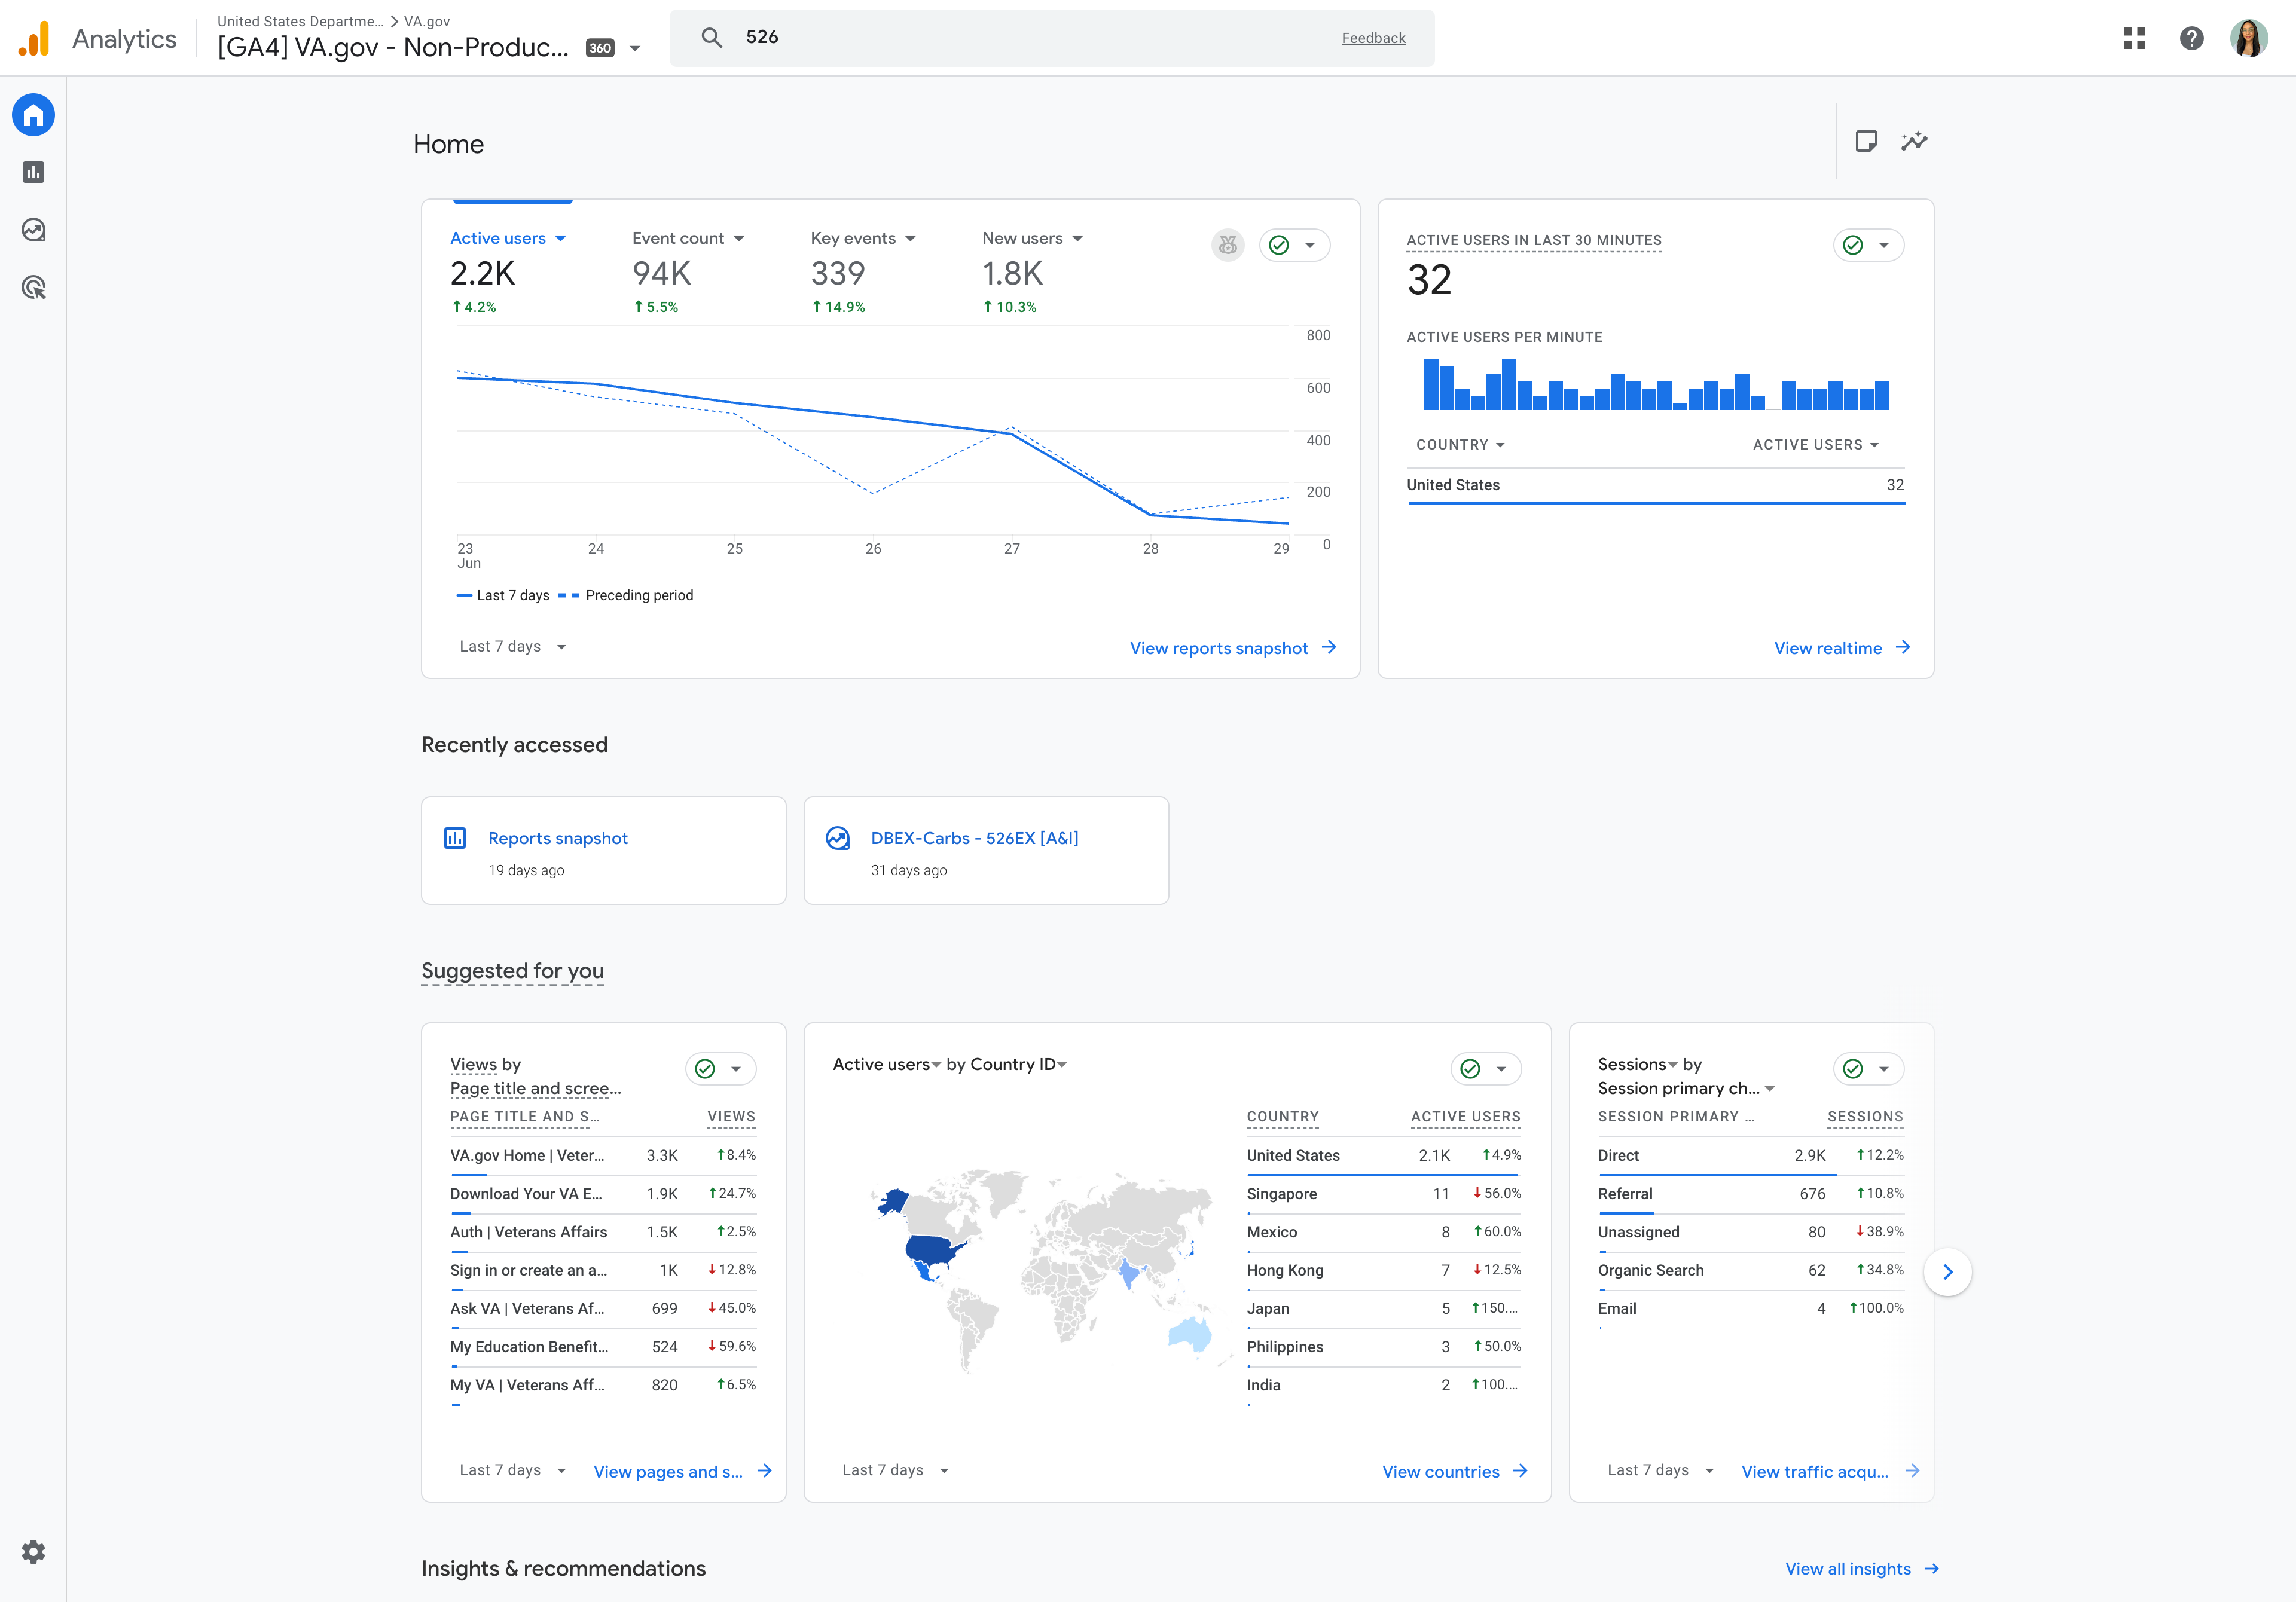 Analytics
United States Departme... > VA.gov
[GA4] VA.gov - Non-Produc... 360
526
Feedback
Home
Active users
2.2K
↑ 4.2%
Event count
94K
↑ 5.5%
Key events
339
↑ 14.9%
New users
1.8K
↑ 10.3%
800
600
400
200
0
23 24 25 26 27 28 29
Jun
Last 7 days Preceding period
Last 7 days
View reports snapshot →
ACTIVE USERS IN LAST 30 MINUTES
32
ACTIVE USERS PER MINUTE
COUNTRY ACTIVE USERS
United States 32
View realtime →
Recently accessed
Reports snapshot
19 days ago
DBEX-Carbs - 526EX [A&I]
31 days ago
Suggested for you
Views by
Page title and scree...
PAGE TITLE AND S... VIEWS
VA.gov Home | Veter... 3.3K ↑8.4%
Download Your VA E... 1.9K ↑24.7%
Auth | Veterans Affairs 1.5K ↑2.5%
Sign in or create an a... 1K ↓12.8%
Ask VA | Veterans Af... 699 ↓45.0%
My Education Benefit... 524 ↓59.6%
My VA | Veterans Aff... 820 ↑6.5%
Last 7 days
View pages and s... →
Active users by Country ID
COUNTRY ACTIVE USERS
United States 2.1K ↑4.9%
Singapore 11 ↓56.0%
Mexico 8 ↑60.0%
Hong Kong 7 ↓12.5%
Japan 5 ↑150....
Philippines 3 ↑50.0%
India 2 ↑100....
Last 7 days
View countries →
Sessions by
Session primary ch...
SESSION PRIMARY ... SESSIONS
Direct 2.9K ↑12.2%
Referral 676 ↑10.8%
Unassigned 80 ↓38.9%
Organic Search 62 ↑34.8%
Email 4 ↑100.0%
Last 7 days
View traffic acqu... →
Insights & recommendations
View all insights →